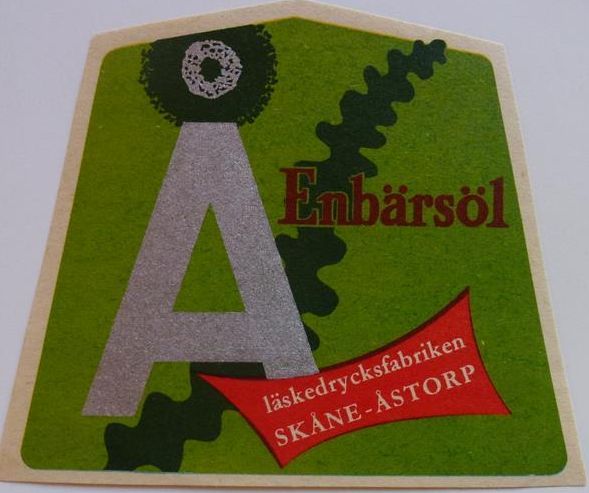 Å
Enbärsöl
läskedrycksfabriken
SKÅNE-ÅSTORP